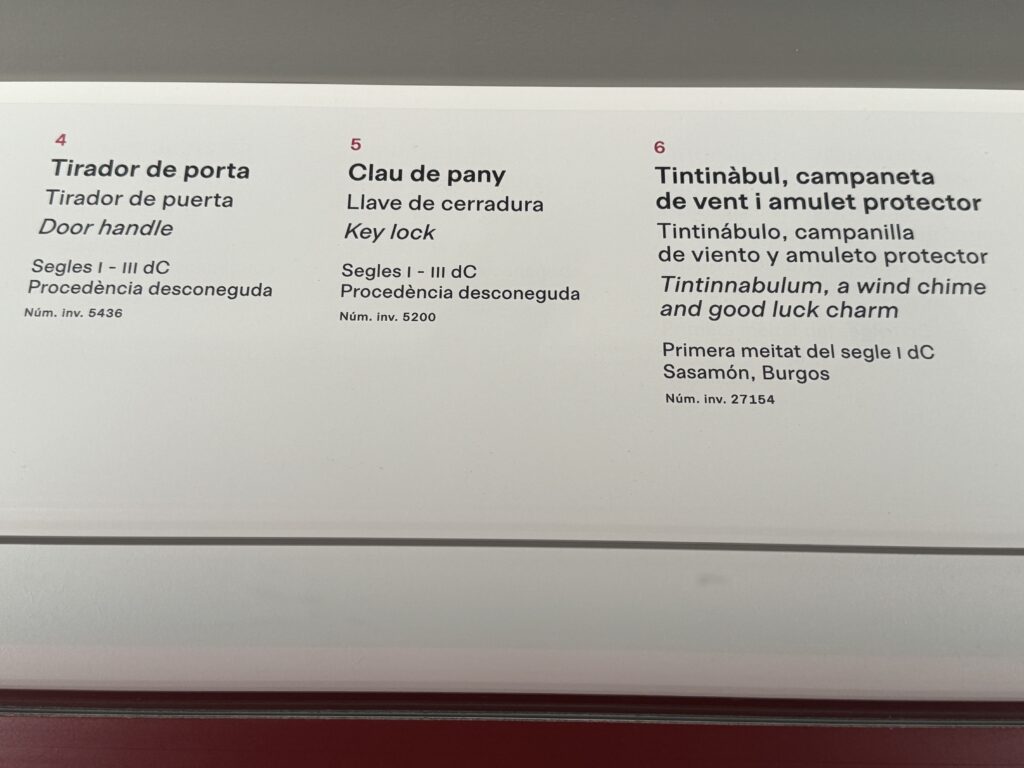 4
Tirador de porta
Tirador de puerta
Door handle
Segles I - III dC
Procedència desconeguda
Núm. inv. 5436
5
Clau de pany
Llave de cerradura
Key lock
Segles I - III dC
Procedència desconeguda
Núm. inv. 5200
6
Tintinàbul, campaneta
de vent i amulet protector
Tintinábulo, campanilla
de viento y amuleto protector
Tintinnabulum, a wind chime
and good luck charm
Primera meitat del segle I dC
Sasamón, Burgos
Núm. inv. 27154